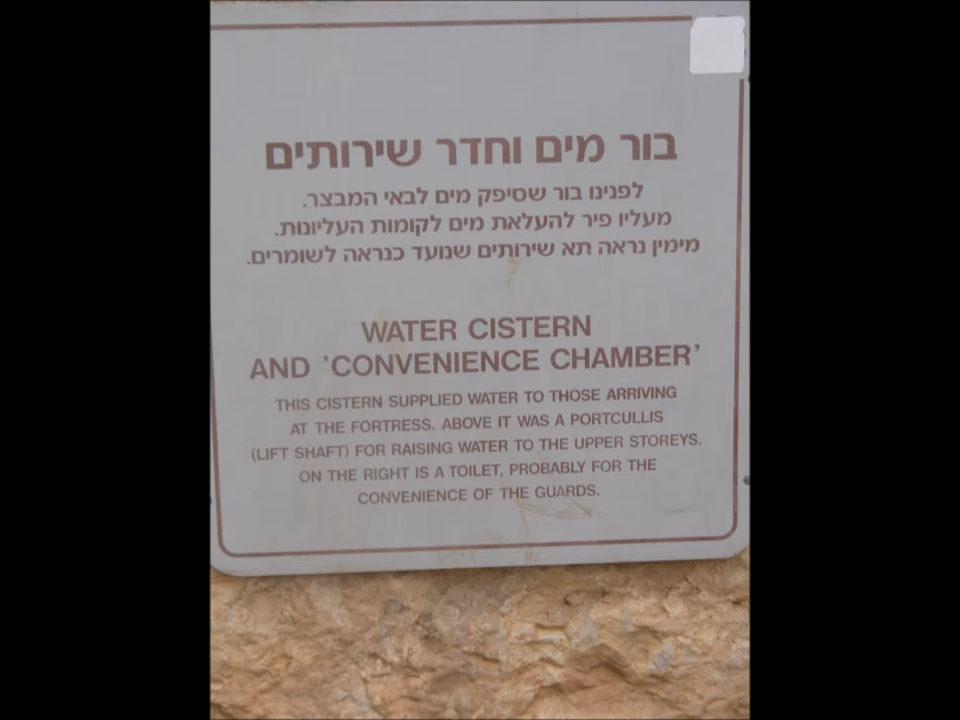 בור מים וחדר שירותים
לפנינו בור שסיפק מים לבאי המבצר.
מעליו פיר להעלאת מים לקומות העליונות.
מימין נראה תא שירותים שנועד כנראה לשומרים.
WATER CISTERN
AND 'CONVENIENCE CHAMBER'
THIS CISTERN SUPPLIED WATER TO THOSE ARRIVING
AT THE FORTRESS. ABOVE IT WAS A PORTCULLIS
(LIFT SHAFT) FOR RAISING WATER TO THE UPPER STOREYS.
ON THE RIGHT IS A TOILET, PROBABLY FOR THE
CONVENIENCE OF THE GUARDS.